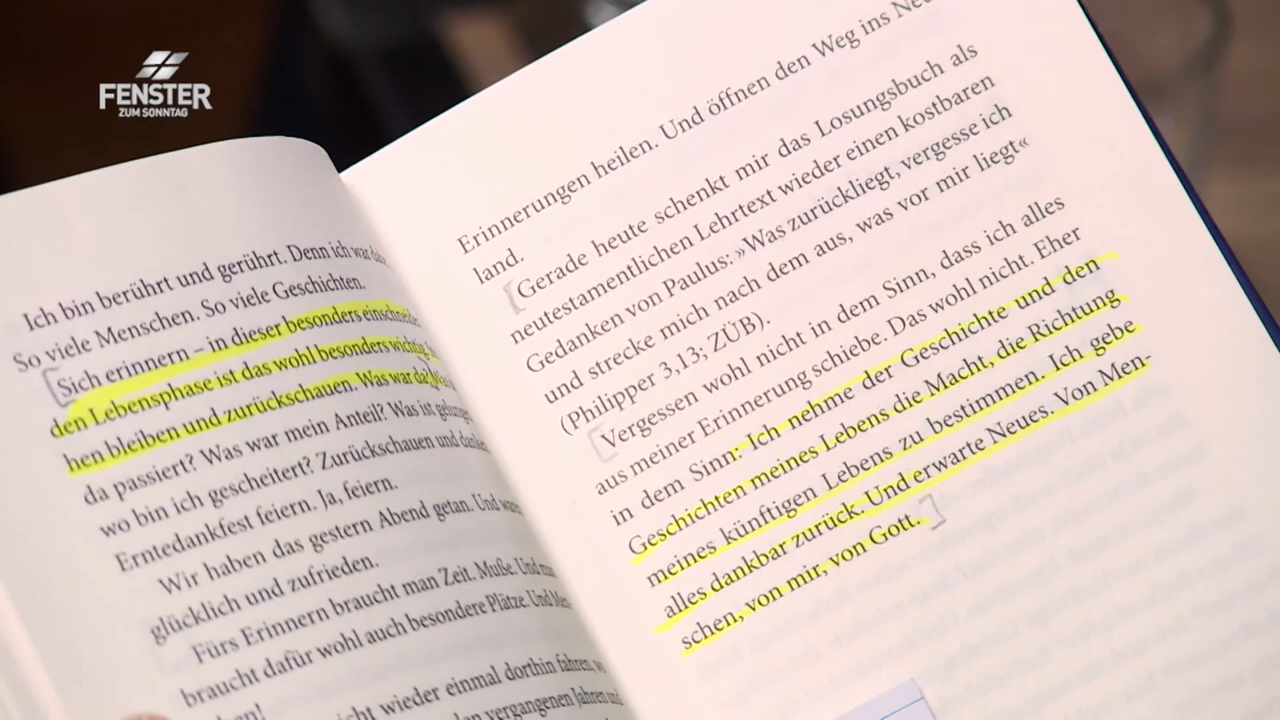 FENSTER
ZUM SONNTAG
Ich bin berührt und gerührt. Denn ich war
So viele Menschen. So viele Geschichten.
[Sich erinnern – in dieser besonders
den Lebensphase ist das wohl besonders wichtig
hen bleiben und zurückschauen. Was war da
da passiert? Was war mein Anteil? Was ist
wo bin ich gescheitert? Zurückschauen und
Erntedankfest feiern. Ja, feiern.
Wir haben das gestern Abend getan. Und
glücklich und zufrieden.
Fürs Erinnern braucht man Zeit. Muße. Und
braucht dafür wohl auch besondere Plätze. Und
nicht wieder einmal dorthin fahren,
vergangenen Jahren
Erinnerungen heilen. Und öffnen den Weg ins
land.
[Gerade heute schenkt mir das Losungsbuch als
neutestamentlichen Lehrtext wieder einen kostbaren
Gedanken von Paulus: »Was zurückliegt, vergesse ich
und strecke mich nach dem aus, was vor mir liegt«
(Philipper 3,13; ZÜB).
[Vergessen wohl nicht in dem Sinn, dass ich alles
aus meiner Erinnerung schiebe. Das wohl nicht. Eher
in dem Sinn: Ich nehme der Geschichte und den
Geschichten meines Lebens die Macht, die Richtung
meines künftigen Lebens zu bestimmen. Ich gebe
alles dankbar zurück. Und erwarte Neues. Von Men-
schen, von mir, von Gott.]